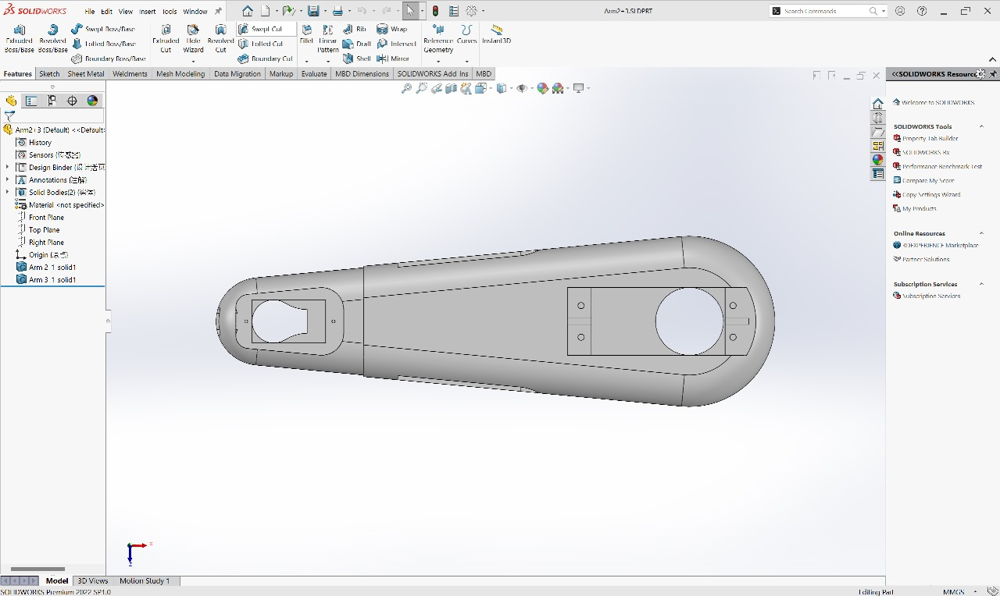 SOLIDWORKS File Edit View Insert Tools Window Arm2+3.SLDPRT Search Commands
Extruded Boss/Base Revolved Boss/Base Swept Boss/Base Lofted Boss/Base Boundary Boss/Base Extruded Cut Hole Wizard Revolved Cut Swept Cut Lofted Cut Boundary Cut Fillet Linear Pattern Rib Draft Shell Wrap Intersect Mirror Reference Geometry Curves Instant3D
Features Sketch Sheet Metal Weldments Mesh Modeling Data Migration Markup Evaluate MBD Dimensions SOLIDWORKS Add-Ins MBD
Arm2+3 (Default) <<Default>
History
Sensors (传感器)
Design Binder
Annotations (注解)
Solid Bodies(2) (实体)
Material <not specified>
Front Plane
Top Plane
Right Plane
Origin (原点)
Arm 2-1-solid1
Arm 3-1-solid1
SOLIDWORKS Resourc
Welcome to SOLIDWORKS
SOLIDWORKS Tools
Property Tab Builder
SOLIDWORKS Rx
Performance Benchmark Test
Compare My Score
Copy Settings Wizard
My Products
Online Resources
3DEXPERIENCE Marketplace
Partner Solutions
Subscription Services
Subscription Services
X
Z
Model 3D Views Motion Study 1
SOLIDWORKS Premium 2022 SP1.0 Editing Part MMGS